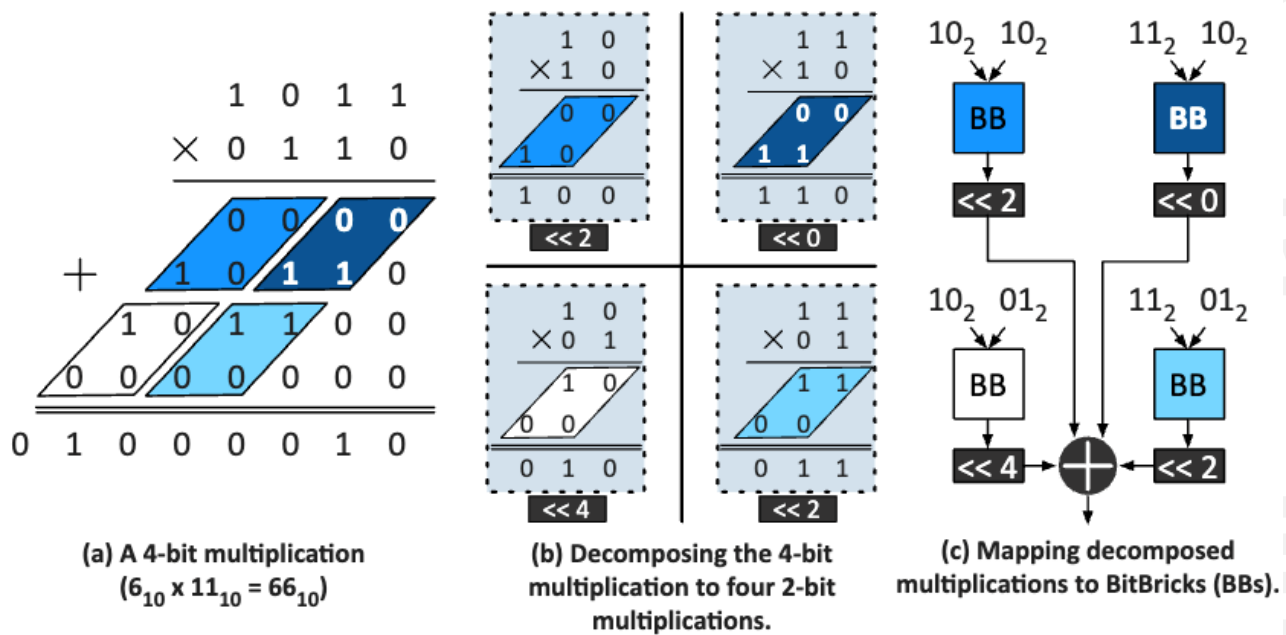 1 0 1 1
× 0 1 1 0
0 0 0 0
+ 1 0 1 1 0
1 0 1 1 0 0
0 0 0 0 0 0 0
0 1 0 0 0 0 1 0
(a) A 4-bit multiplication
(6₁₀ x 11₁₀ = 66₁₀)
1 0
× 1 0
0 0
1 0
1 0 0
<< 2
1 1
× 1 0
0 0
1 1
1 1 0
<< 0
1 0
× 0 1
1 0
0 0
0 1 0
<< 4
1 1
× 0 1
1 1
0 0
0 1 1
<< 2
(b) Decomposing the 4-bit
multiplication to four 2-bit
multiplications.
10₂ 10₂ 11₂ 10₂
BB BB
<< 2 << 0
10₂ 01₂ 11₂ 01₂
BB BB
<< 4 + << 2
(c) Mapping decomposed
multiplications to BitBricks (BBs).